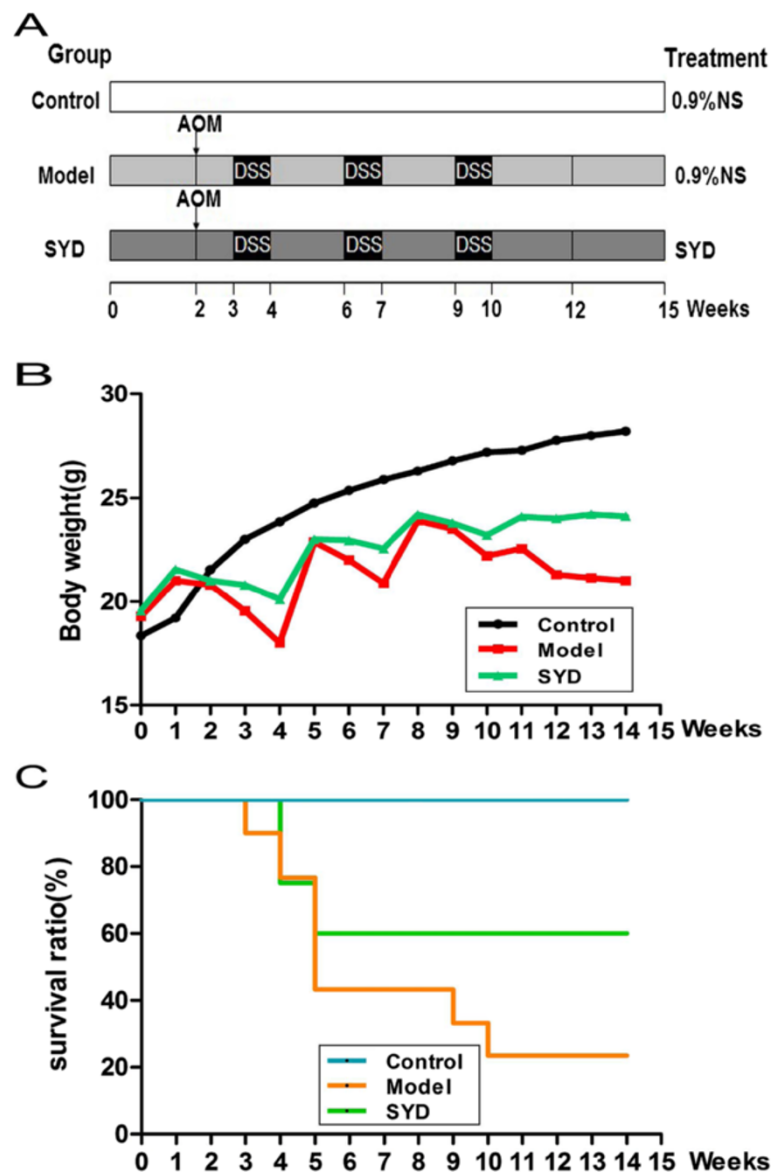 A
Group Treatment
Control 0.9%NS
AOM
Model DSS DSS DSS 0.9%NS
AOM
SYD DSS DSS DSS SYD
0 2 3 4 6 7 9 10 12 15 Weeks
B
30
25
20
15
Body weight(g)
Control
Model
SYD
0 1 2 3 4 5 6 7 8 9 10 11 12 13 14 15 Weeks
C
100
80
60
40
20
0
survival ratio(%)
Control
Model
SYD
0 1 2 3 4 5 6 7 8 9 10 11 12 13 14 15 Weeks